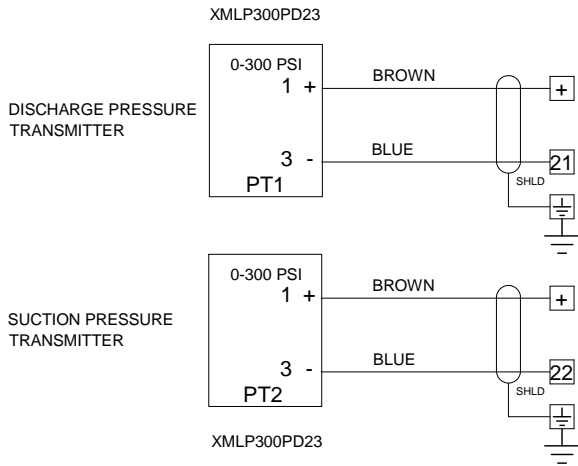 XMLP300PD23
0-300 PSI
1 +
BROWN
+
DISCHARGE PRESSURE
TRANSMITTER
3 -
BLUE
21
PT1
SHLD
0-300 PSI
1 +
BROWN
+
SUCTION PRESSURE
TRANSMITTER
3 -
BLUE
22
PT2
SHLD
XMLP300PD23